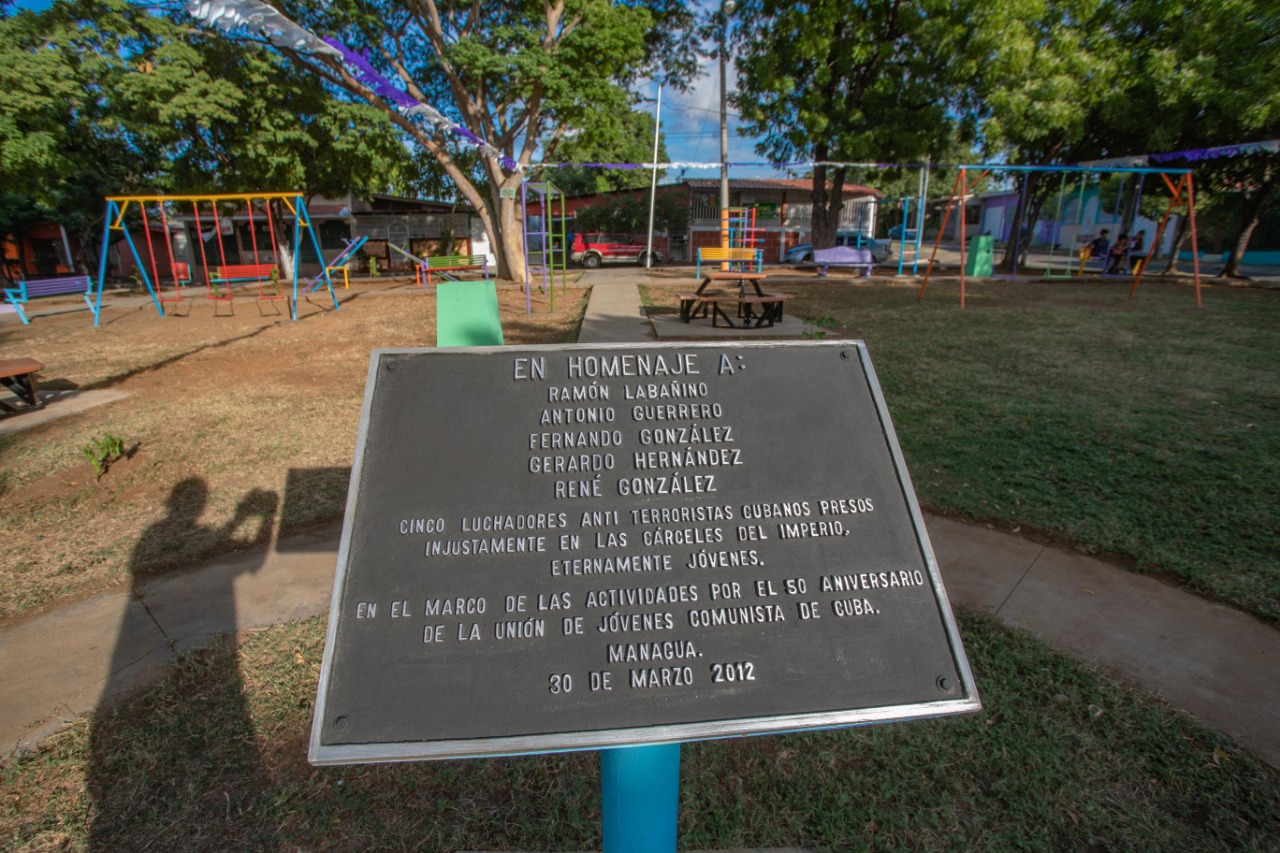 EN HOMENAJE A:
RAMÓN LABAÑINO
ANTONIO GUERRERO
FERNANDO GONZÁLEZ
GERARDO HERNÁNDEZ
RENÉ GONZÁLEZ
CINCO LUCHADORES ANTI TERRORISTAS CUBANOS PRESOS
INJUSTAMENTE EN LAS CÁRCELES DEL IMPERIO,
ETERNAMENTE JÓVENES.
EN EL MARCO DE LAS ACTIVIDADES POR EL 50 ANIVERSARIO
DE LA UNIÓN DE JÓVENES COMUNISTA DE CUBA.
MANAGUA.
30 DE MARZO 2012